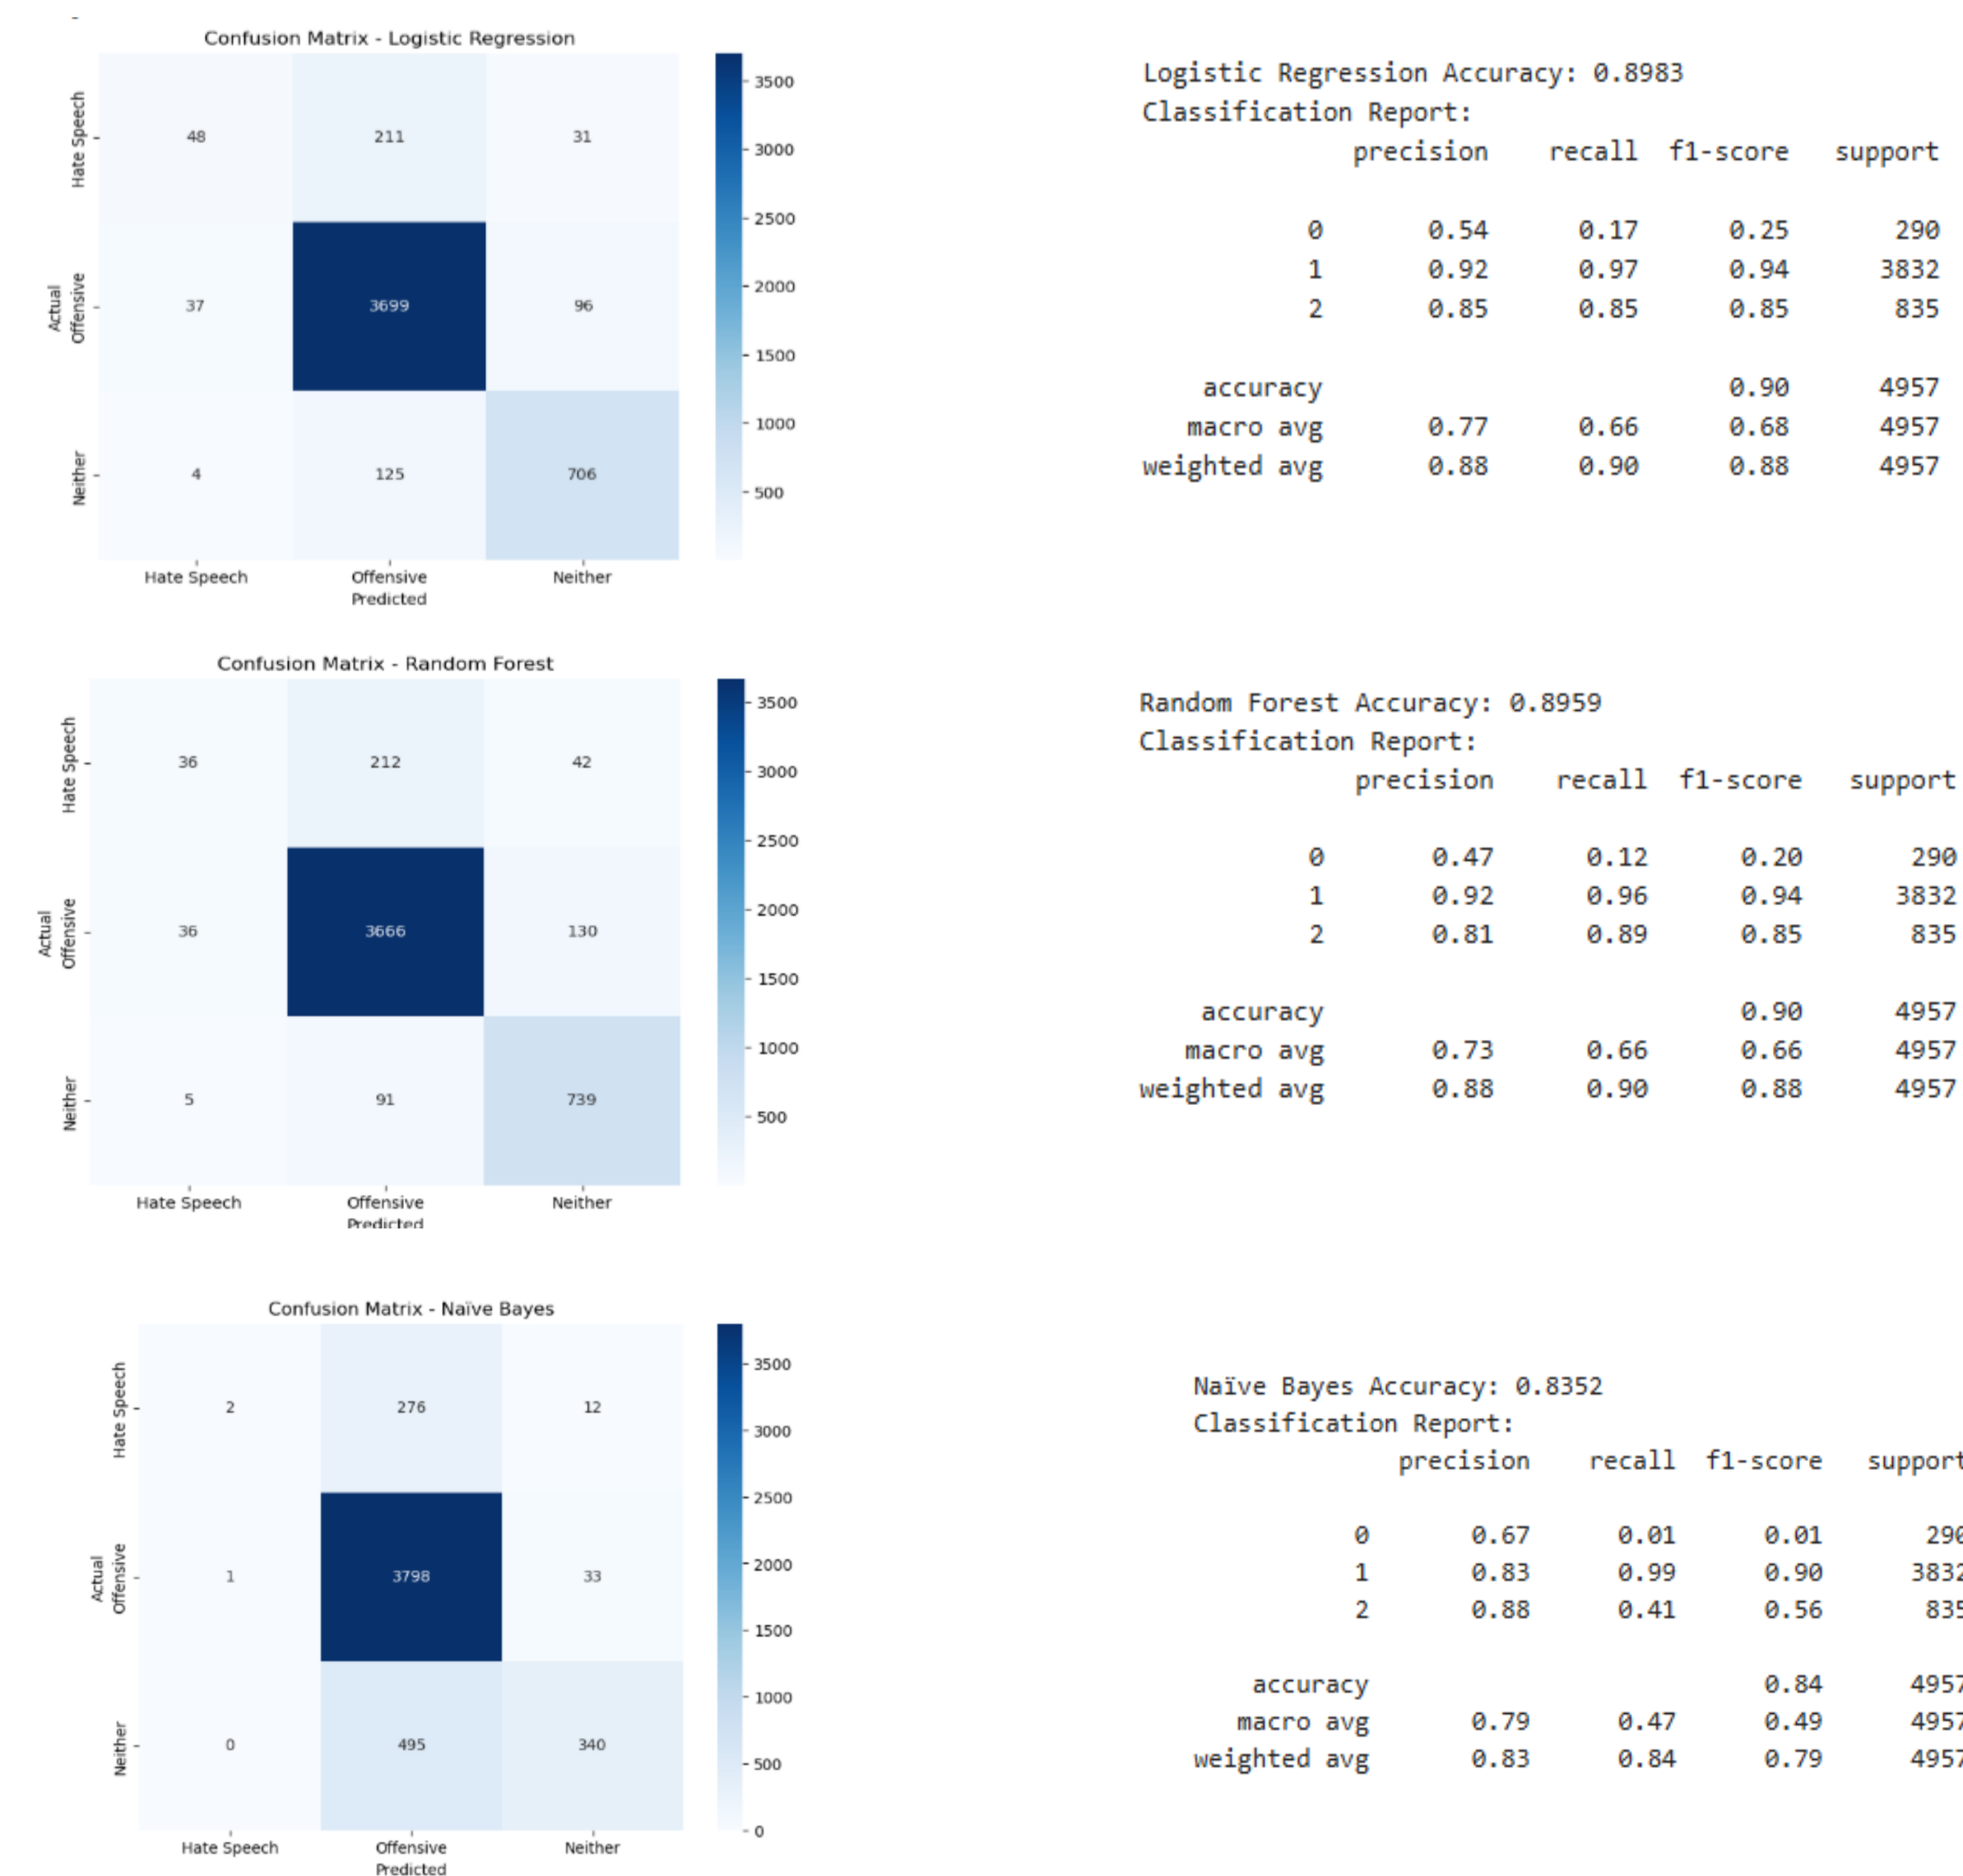 Confusion Matrix - Logistic Regression
Hate Speech
48 211 31
Actual
Offensive
37 3699 96
Neither
4 125 706
Hate Speech Offensive Neither
Predicted
3500
3000
2500
2000
1500
1000
500
Logistic Regression Accuracy: 0.8983
Classification Report:
precision recall f1-score support
0 0.54 0.17 0.25 290
1 0.92 0.97 0.94 3832
2 0.85 0.85 0.85 835
accuracy 0.90 4957
macro avg 0.77 0.66 0.68 4957
weighted avg 0.88 0.90 0.88 4957
Confusion Matrix - Random Forest
Hate Speech
36 212 42
Actual
Offensive
36 3666 130
Neither
5 91 739
Hate Speech Offensive Neither
Predicted
3500
3000
2500
2000
1500
1000
500
Random Forest Accuracy: 0.8959
Classification Report:
precision recall f1-score support
0 0.47 0.12 0.20 290
1 0.92 0.96 0.94 3832
2 0.81 0.89 0.85 835
accuracy 0.90 4957
macro avg 0.73 0.66 0.66 4957
weighted avg 0.88 0.90 0.88 4957
Confusion Matrix - Naïve Bayes
Hate Speech
2 276 12
Actual
Offensive
1 3798 33
Neither
0 495 340
Hate Speech Offensive Neither
Predicted
3500
3000
2500
2000
1500
1000
500
0
Naïve Bayes Accuracy: 0.8352
Classification Report:
precision recall f1-score support
0 0.67 0.01 0.01 290
1 0.83 0.99 0.90 3832
2 0.88 0.41 0.56 835
accuracy 0.84 4957
macro avg 0.79 0.47 0.49 4957
weighted avg 0.83 0.84 0.79 4957